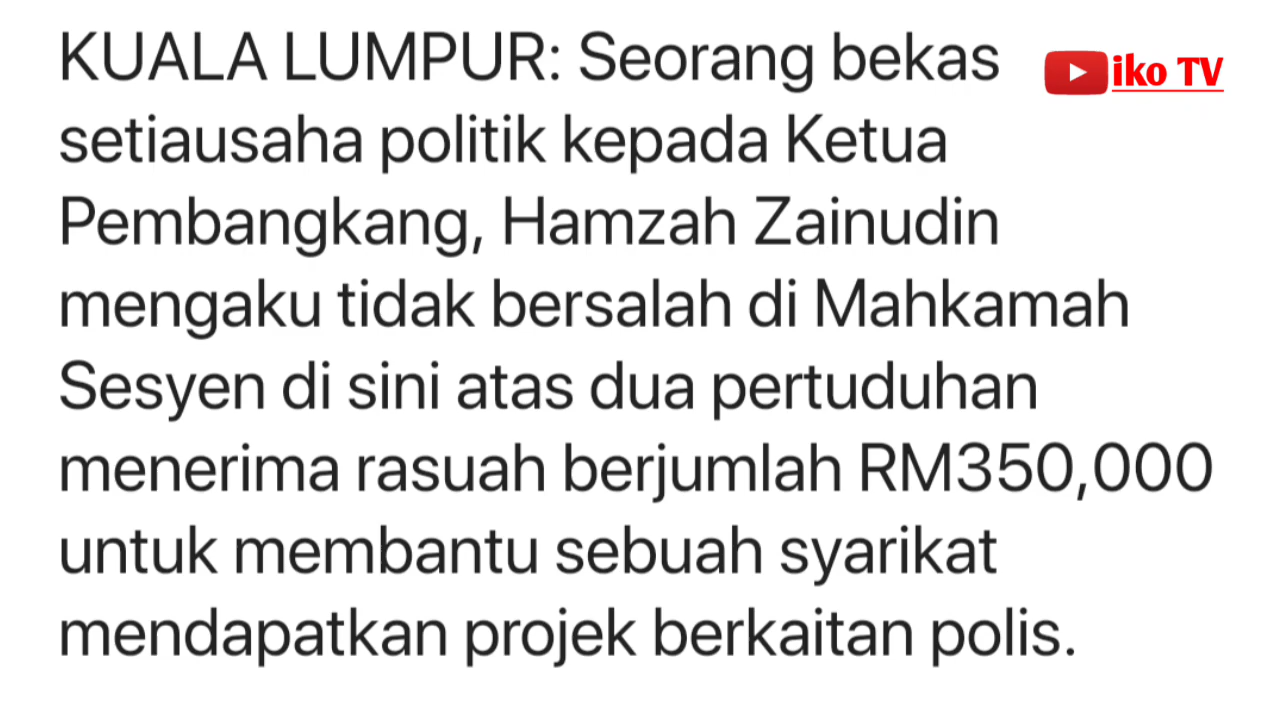 KUALA LUMPUR: Seorang bekas
iko TV
setiausaha politik kepada Ketua
Pembangkang, Hamzah Zainudin
mengaku tidak bersalah di Mahkamah
Sesyen di sini atas dua pertuduhan
menerima rasuah berjumlah RM350,000
untuk membantu sebuah syarikat
mendapatkan projek berkaitan polis.